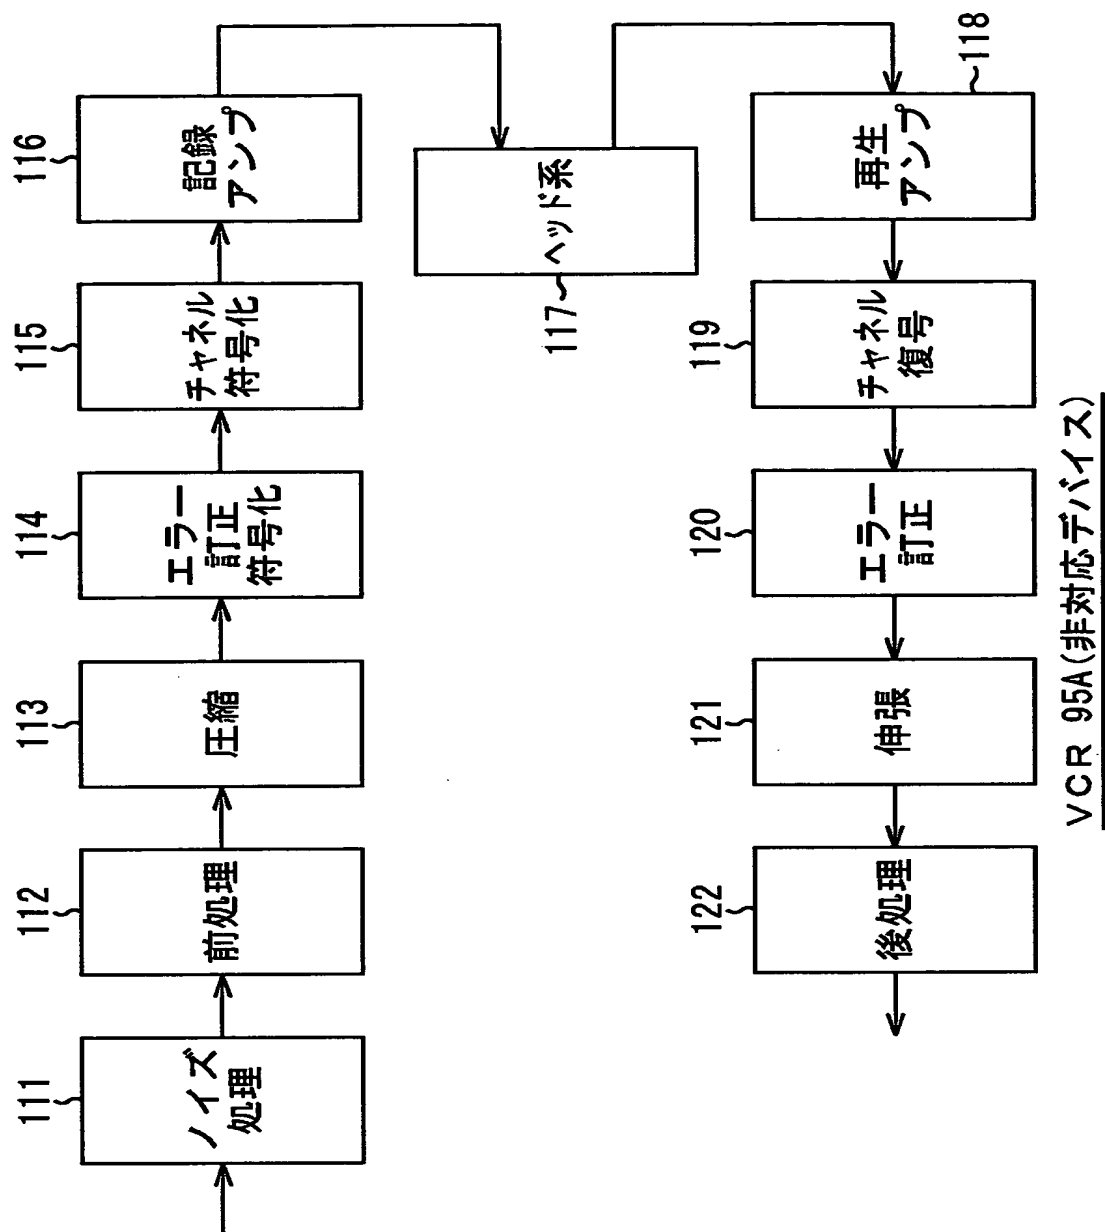 111
ノイズ
処理
112
前処理
113
圧縮
114
エラー
訂正
符号化
115
チャネル
符号化
116
記録
アンプ
117
ヘッド系
118
再生
アンプ
119
チャネル
復号
120
エラー
訂正
121
伸張
122
後処理
VCR 95A(非対応デバイス)